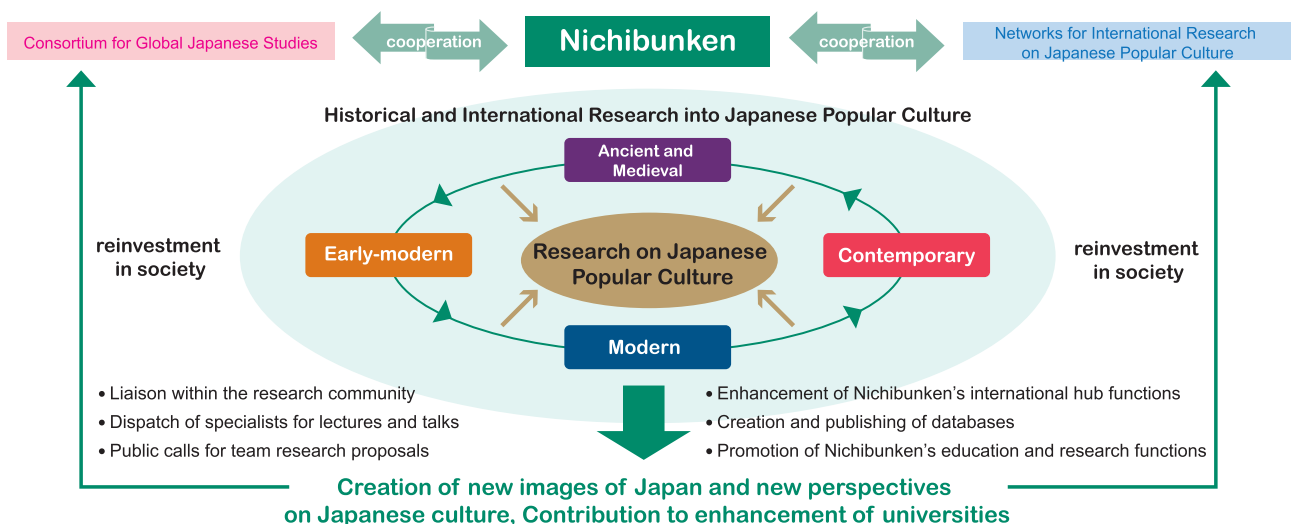 Consortium for Global Japanese Studies
cooperation
Nichibunken
cooperation
Networks for International Research
on Japanese Popular Culture
Historical and International Research into Japanese Popular Culture
Ancient and
Medieval
reinvestment
in society
Early-modern
Research on Japanese
Popular Culture
Contemporary
reinvestment
in society
Modern
• Liaison within the research community
• Dispatch of specialists for lectures and talks
• Public calls for team research proposals
• Enhancement of Nichibunken’s international hub functions
• Creation and publishing of databases
• Promotion of Nichibunken’s education and research functions
Creation of new images of Japan and new perspectives
on Japanese culture, Contribution to enhancement of universities